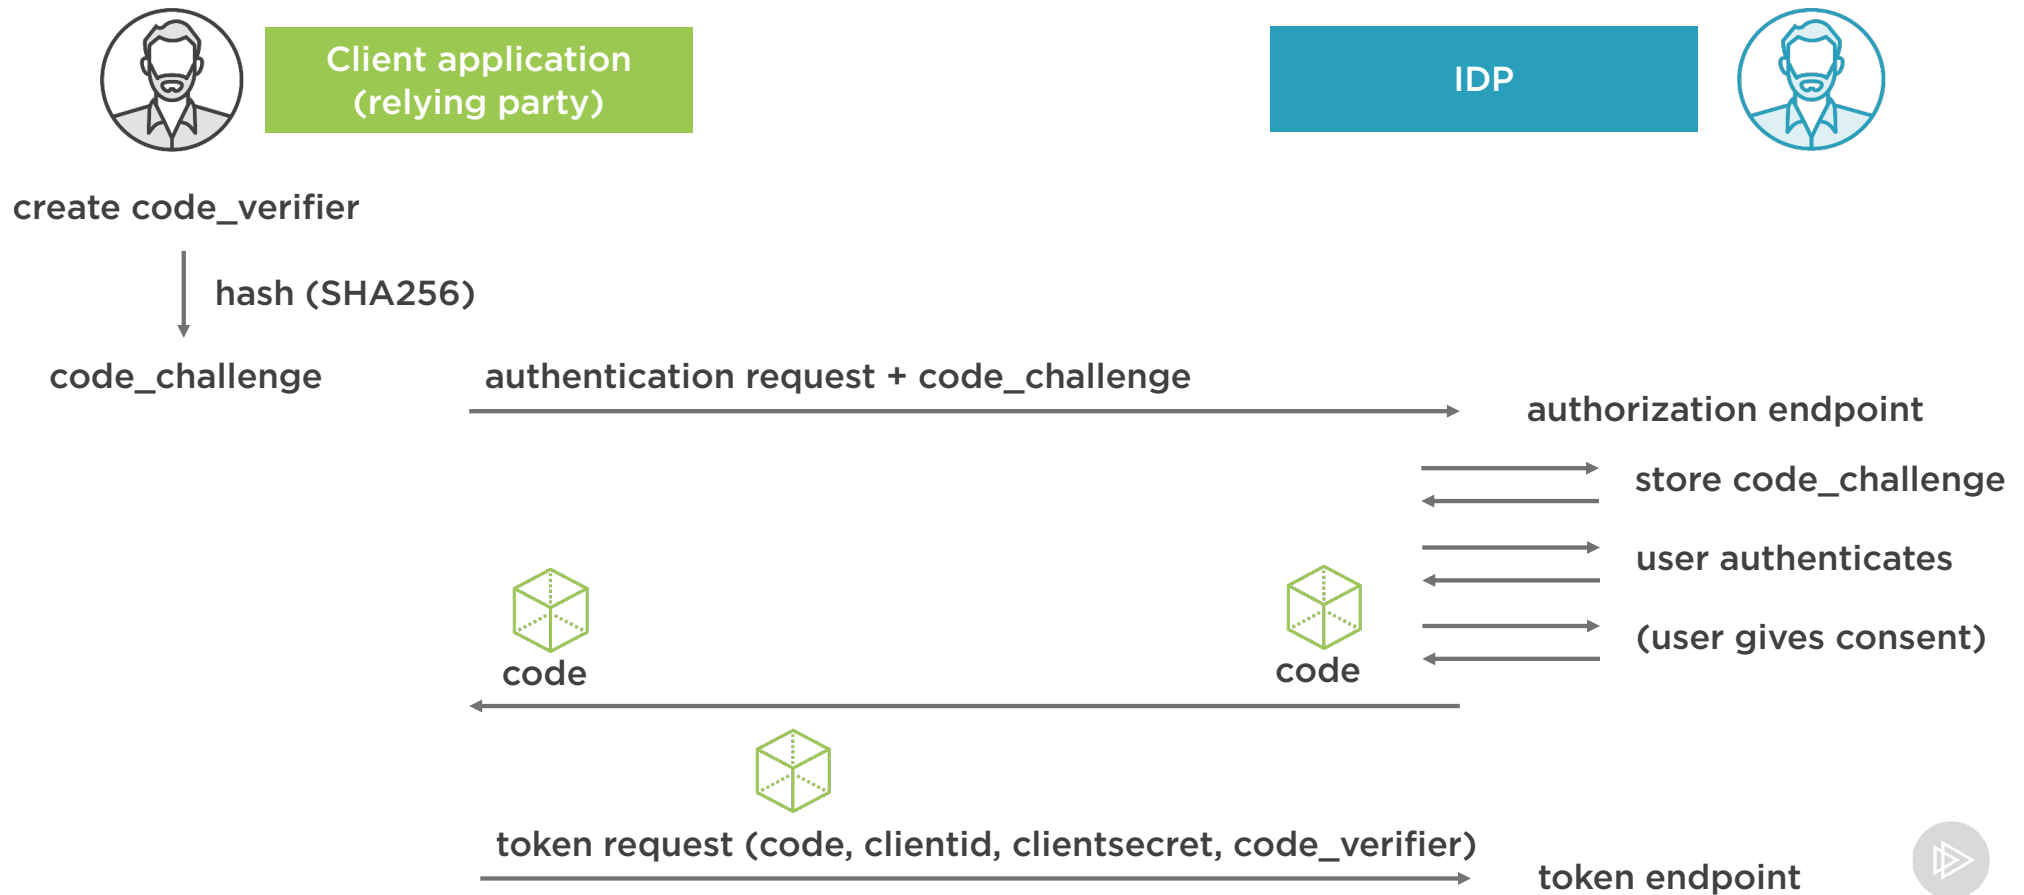 Client application
(relying party)
IDP
create code_verifier
hash (SHA256)
code_challenge
authentication request + code_challenge
authorization endpoint
store code_challenge
user authenticates
(user gives consent)
code
code
token request (code, clientid, clientsecret, code_verifier)
token endpoint